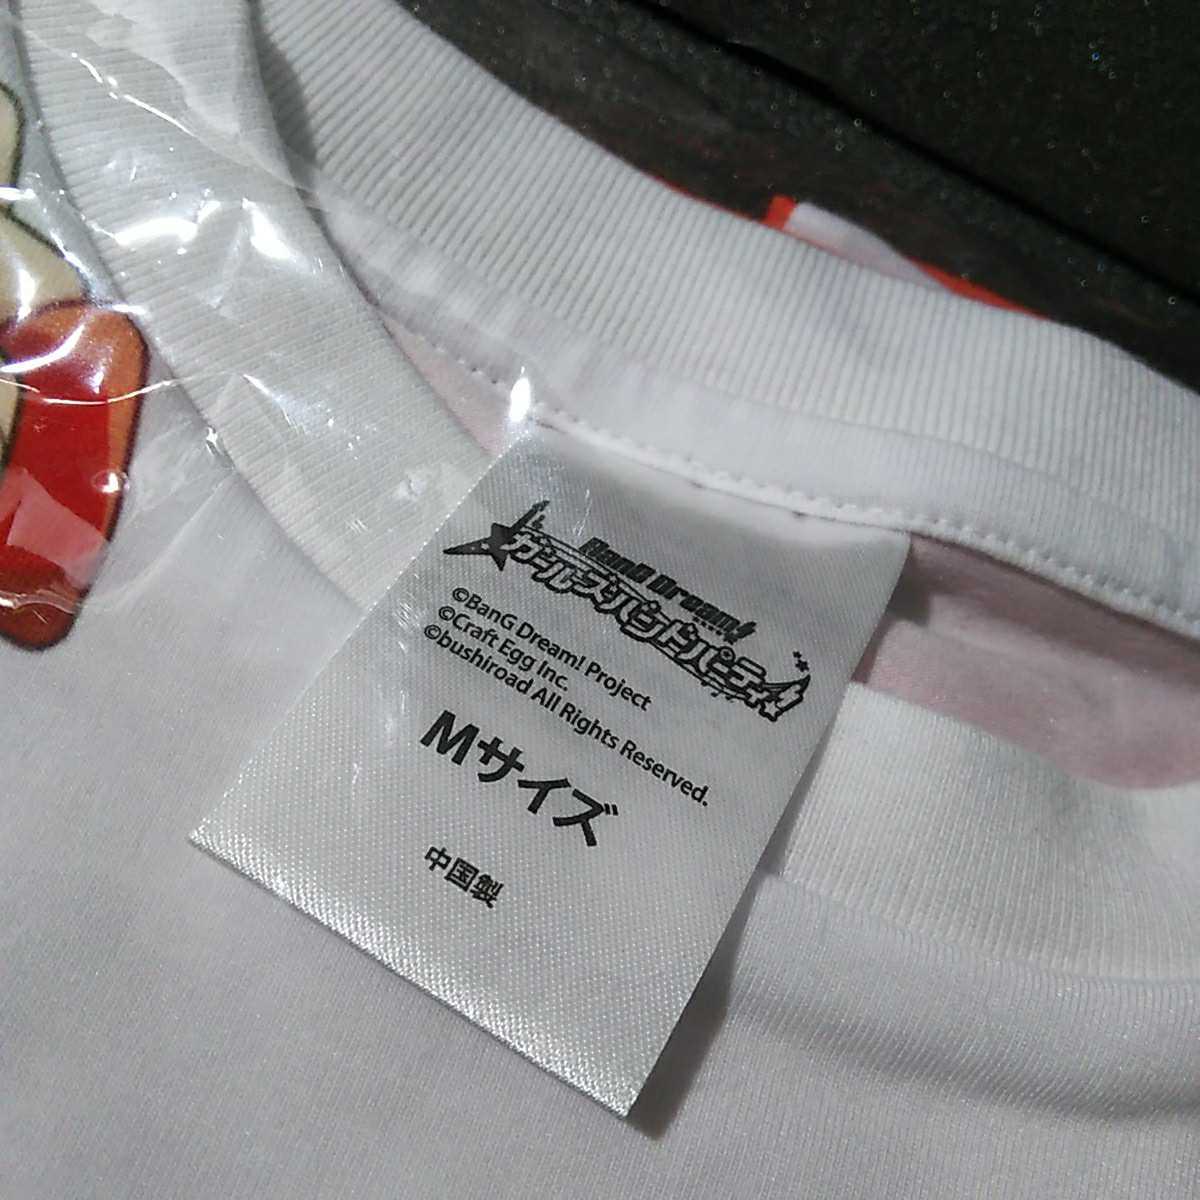 BanG Dream!
ガールズバンドパーティ!
©BanG Dream! Project
©Craft Egg Inc.
©bushiroad All Rights Reserved.
Mサイズ
中国製